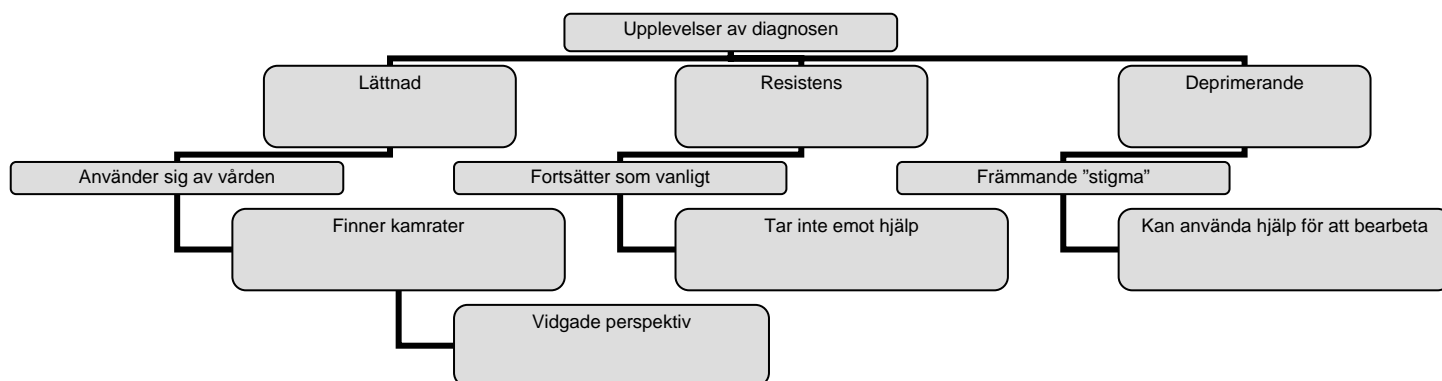 Upplevelser av diagnosen
Lättnad
Resistens
Deprimerande
Använder sig av vården
Fortsätter som vanligt
Främmande ”stigma”
Finner kamrater
Tar inte emot hjälp
Kan använda hjälp för att bearbeta
Vidgade perspektiv